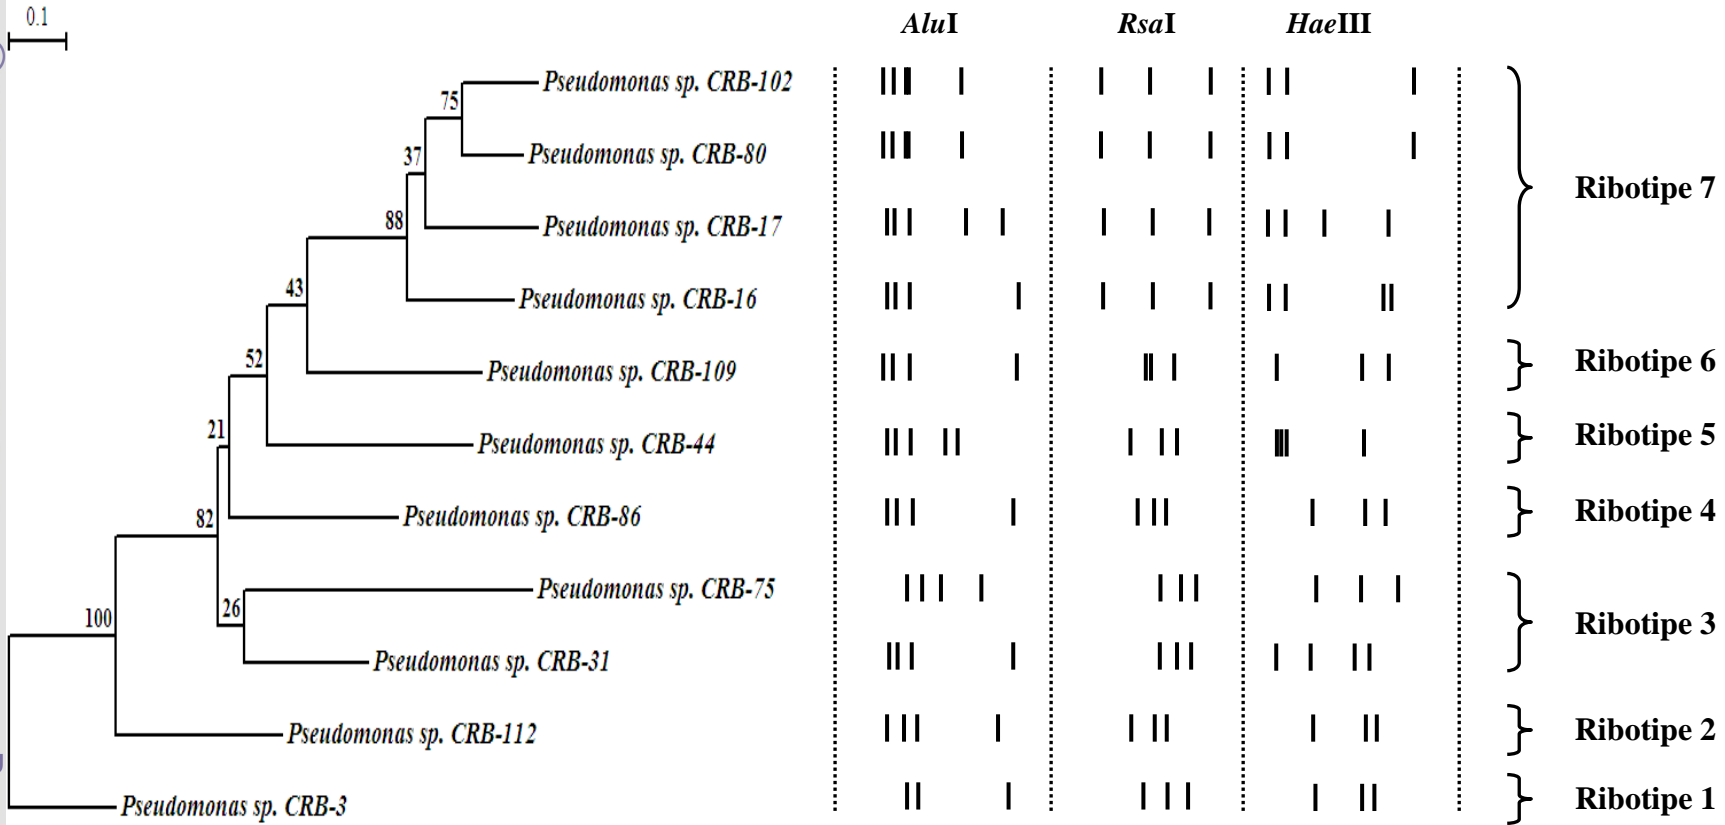 0.1
AluI RsaI HaeIII
Pseudomonas sp. CRB-102
75
Pseudomonas sp. CRB-80
37
Ribotipe 7
88
Pseudomonas sp. CRB-17
43
Pseudomonas sp. CRB-16
52
Pseudomonas sp. CRB-109
Ribotipe 6
21
Pseudomonas sp. CRB-44
Ribotipe 5
82
Pseudomonas sp. CRB-86
Ribotipe 4
Pseudomonas sp. CRB-75
100
26
Ribotipe 3
Pseudomonas sp. CRB-31
Pseudomonas sp. CRB-112
Ribotipe 2
Pseudomonas sp. CRB-3
Ribotipe 1